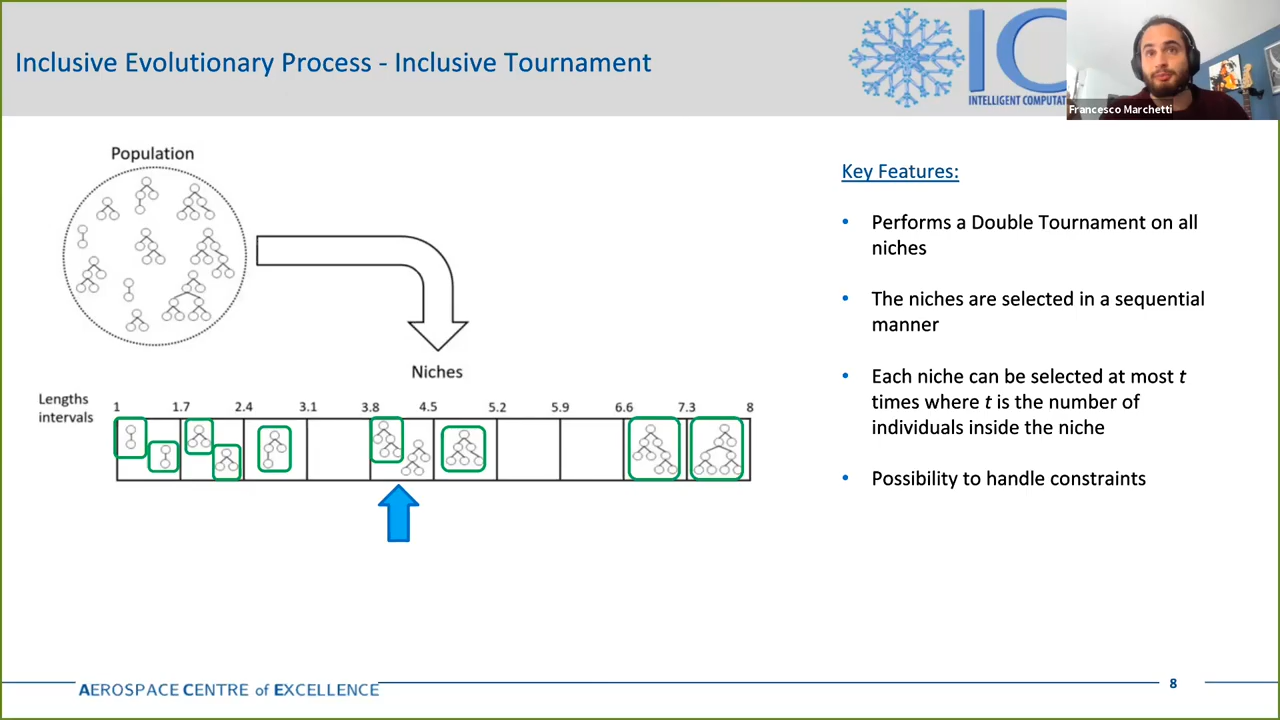 Inclusive Evolutionary Process - Inclusive Tournament
IC
INTELLIGENT COMPUTAT
Francesco Marchetti
Population
Niches
Lengths
intervals
1 1.7 2.4 3.1 3.8 4.5 5.2 5.9 6.6 7.3 8
Key Features:
• Performs a Double Tournament on all
niches
• The niches are selected in a sequential
manner
• Each niche can be selected at most t
times where t is the number of
individuals inside the niche
• Possibility to handle constraints
AEROSPACE CENTRE of EXCELLENCE
8